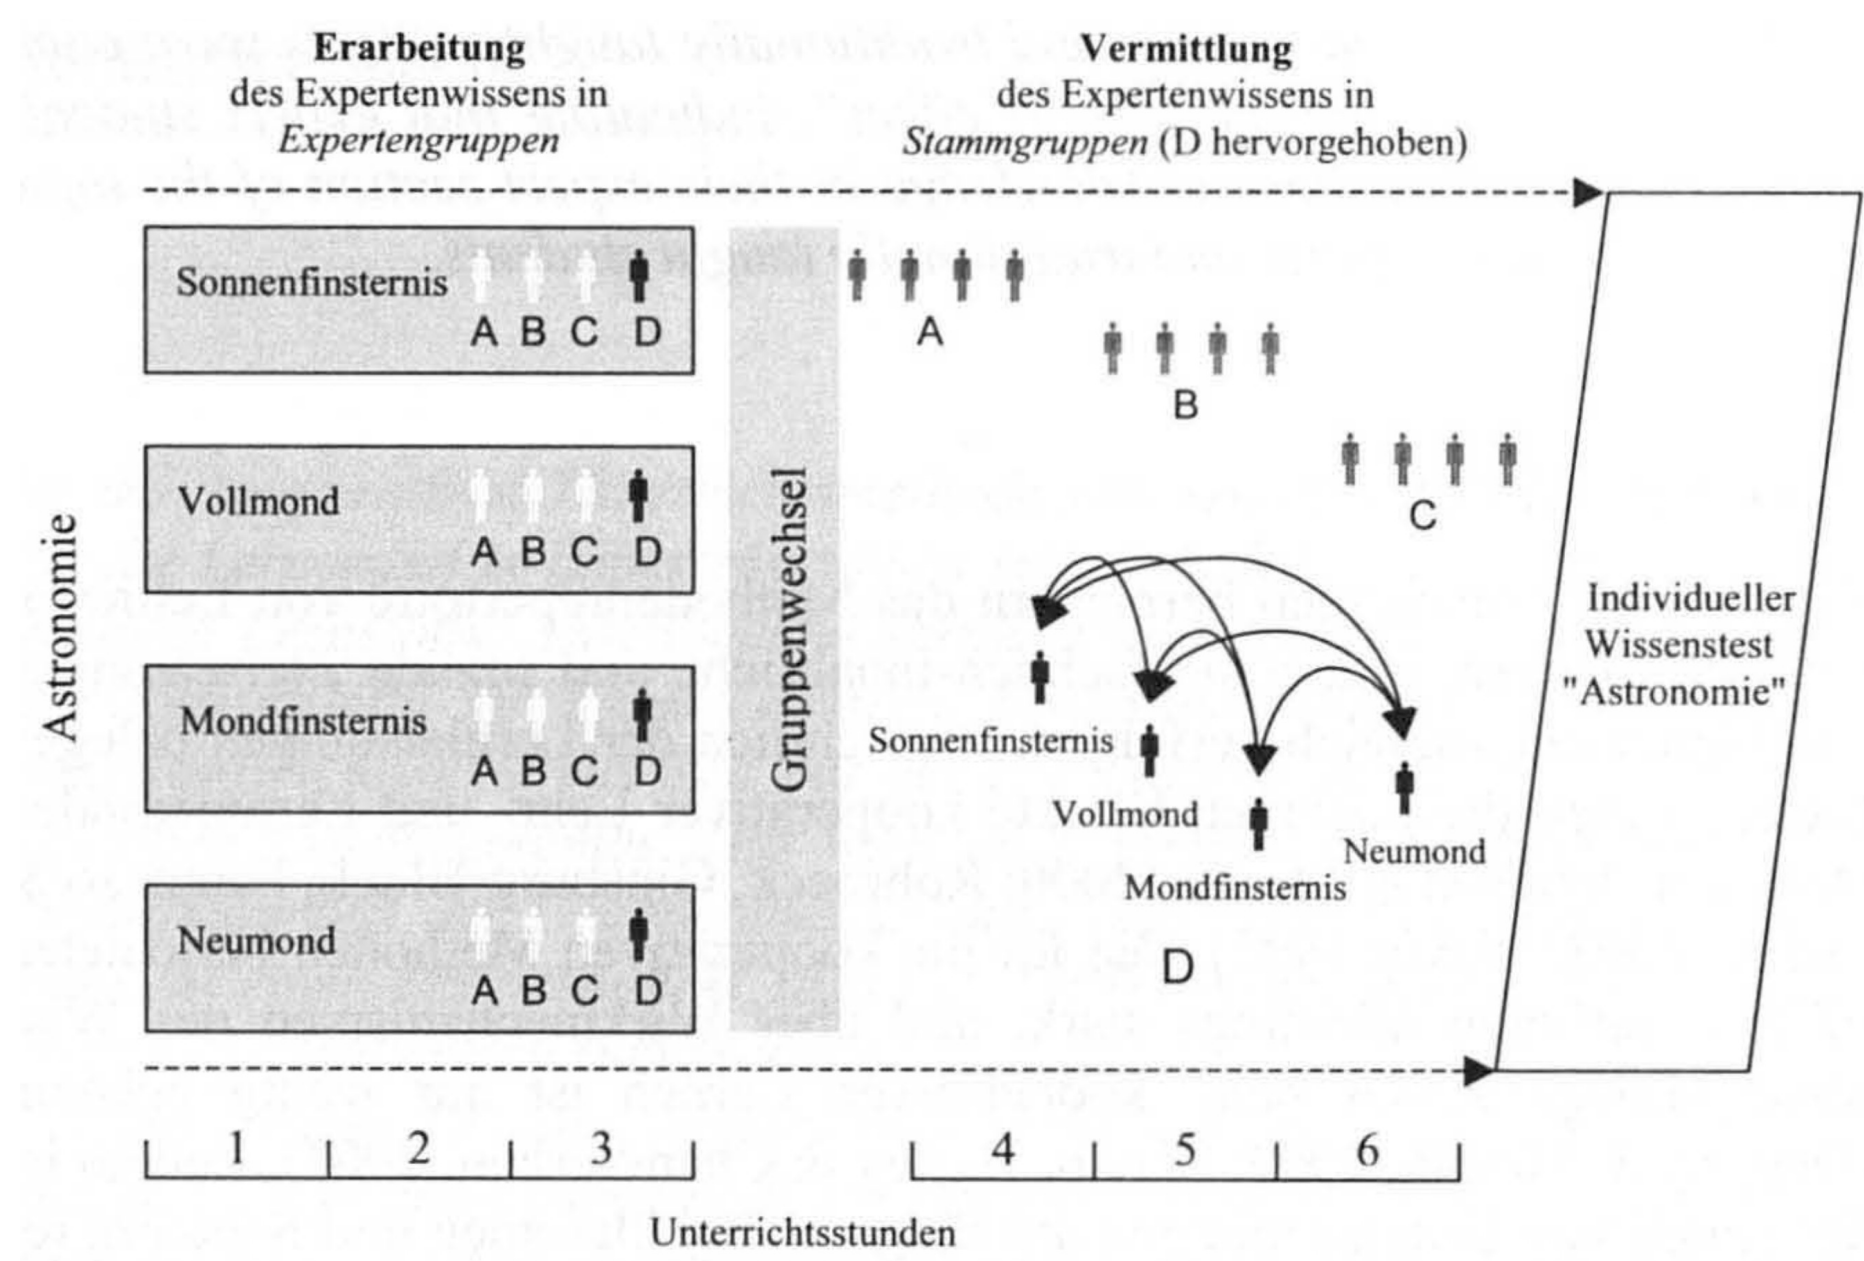 Erarbeitung
des Expertenwissens in
Expertengruppen
Vermittlung
des Expertenwissens in
Stammgruppen (D hervorgehoben)
Astronomie
Sonnenfinsternis
A B C D
Vollmond
A B C D
Mondfinsternis
A B C D
Neumond
A B C D
Gruppenwechsel
A
B
C
Sonnenfinsternis
Vollmond
Mondfinsternis
Neumond
D
Individueller
Wissenstest
"Astronomie"
1 2 3 4 5 6
Unterrichtsstunden